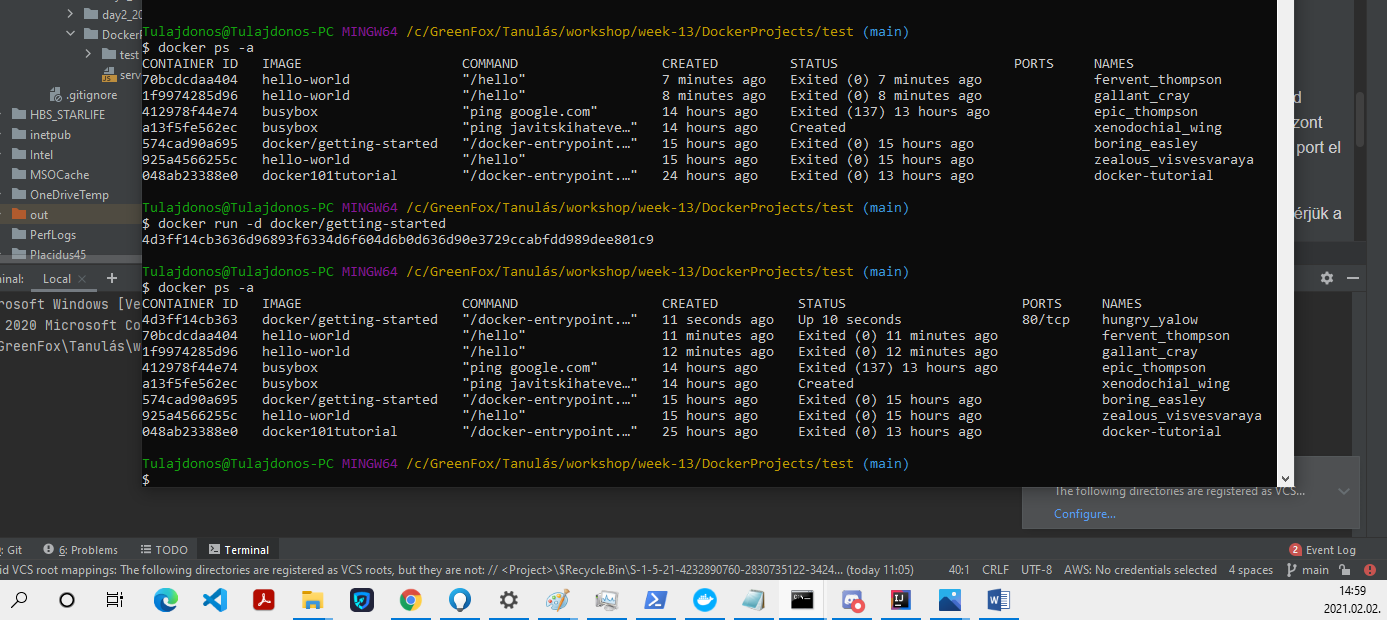 day2_20
Docker
test
serv
.gitignore
HBS_STARLIFE
inetpub
Intel
MSOCache
OneDriveTemp
out
PerfLogs
Placidus45
Tulajdonos@Tulajdonos-PC MINGW64 /c/GreenFox/Tanulás/workshop/week-13/DockerProjects/test (main)
$ docker ps -a
CONTAINER ID IMAGE COMMAND CREATED STATUS PORTS NAMES
70bcdcdaa404 hello-world "/hello" 7 minutes ago Exited (0) 7 minutes ago fervent_thompson
1f9974285d96 hello-world "/hello" 8 minutes ago Exited (0) 8 minutes ago gallant_cray
412978f44e74 busybox "ping google.com" 14 hours ago Exited (137) 13 hours ago epic_thompson
a13f5fe562ec busybox "ping javitskihateve…" 14 hours ago Created xenodochial_wing
574cad90a695 docker/getting-started "/docker-entrypoint.…" 15 hours ago Exited (0) 15 hours ago boring_easley
925a4566255c hello-world "/hello" 15 hours ago Exited (0) 15 hours ago zealous_visvesvaraya
048ab23388e0 docker101tutorial "/docker-entrypoint.…" 24 hours ago Exited (0) 13 hours ago docker-tutorial
Tulajdonos@Tulajdonos-PC MINGW64 /c/GreenFox/Tanulás/workshop/week-13/DockerProjects/test (main)
$ docker run -d docker/getting-started
4d3ff14cb3636d96893f6334d6f604d6b0d636d90e3729ccabfdd989dee801c9
Tulajdonos@Tulajdonos-PC MINGW64 /c/GreenFox/Tanulás/workshop/week-13/DockerProjects/test (main)
$ docker ps -a
CONTAINER ID IMAGE COMMAND CREATED STATUS PORTS NAMES
4d3ff14cb363 docker/getting-started "/docker-entrypoint.…" 11 seconds ago Up 10 seconds 80/tcp hungry_yalow
70bcdcdaa404 hello-world "/hello" 11 minutes ago Exited (0) 11 minutes ago fervent_thompson
1f9974285d96 hello-world "/hello" 12 minutes ago Exited (0) 12 minutes ago gallant_cray
412978f44e74 busybox "ping google.com" 14 hours ago Exited (137) 13 hours ago epic_thompson
a13f5fe562ec busybox "ping javitskihateve…" 14 hours ago Created xenodochial_wing
574cad90a695 docker/getting-started "/docker-entrypoint.…" 15 hours ago Exited (0) 15 hours ago boring_easley
925a4566255c hello-world "/hello" 15 hours ago Exited (0) 15 hours ago zealous_visvesvaraya
048ab23388e0 docker101tutorial "/docker-entrypoint.…" 25 hours ago Exited (0) 13 hours ago docker-tutorial
Tulajdonos@Tulajdonos-PC MINGW64 /c/GreenFox/Tanulás/workshop/week-13/DockerProjects/test (main)
$
d
zont
port el
érjük a
inal: Local × +
rosoft Windows [Ve
2020 Microsoft Co
GreenFox\Tanulás\w
The following directories are registered as VCS...
Configure...
Git 6: Problems TODO Terminal 2 Event Log
id VCS root mappings: The following directories are registered as VCS roots, but they are not: // <Project>\$Recycle.Bin\S-1-5-21-4232890760-2830735122-3424... (today 11:05) 40:1 CRLF UTF-8 AWS: No credentials selected 4 spaces main
14:59
2021.02.02.